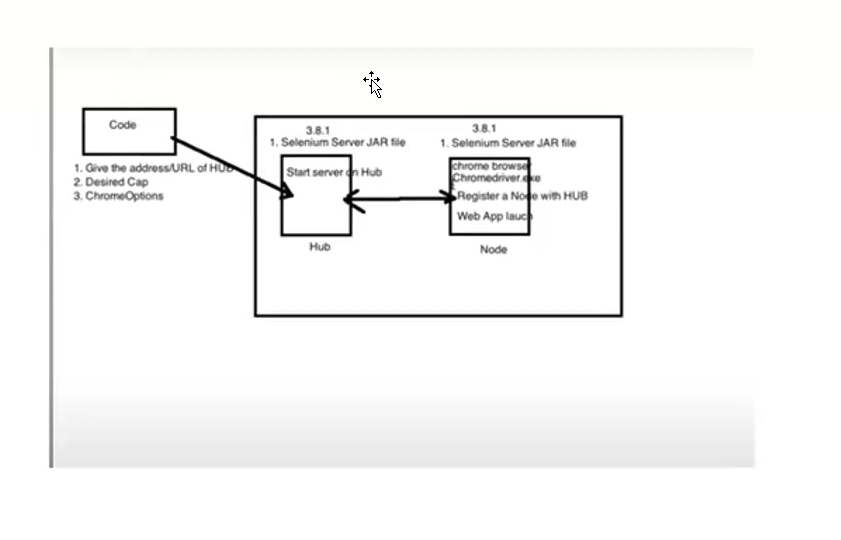 Code
1. Give the address/URL of HUB
2. Desired Cap
3. ChromeOptions
3.8.1
1. Selenium Server JAR file
Start server on Hub
Hub
3.8.1
1. Selenium Server JAR file
chrome browser
Chromedriver.exe
Register a Node with HUB
Web App lauch
Node